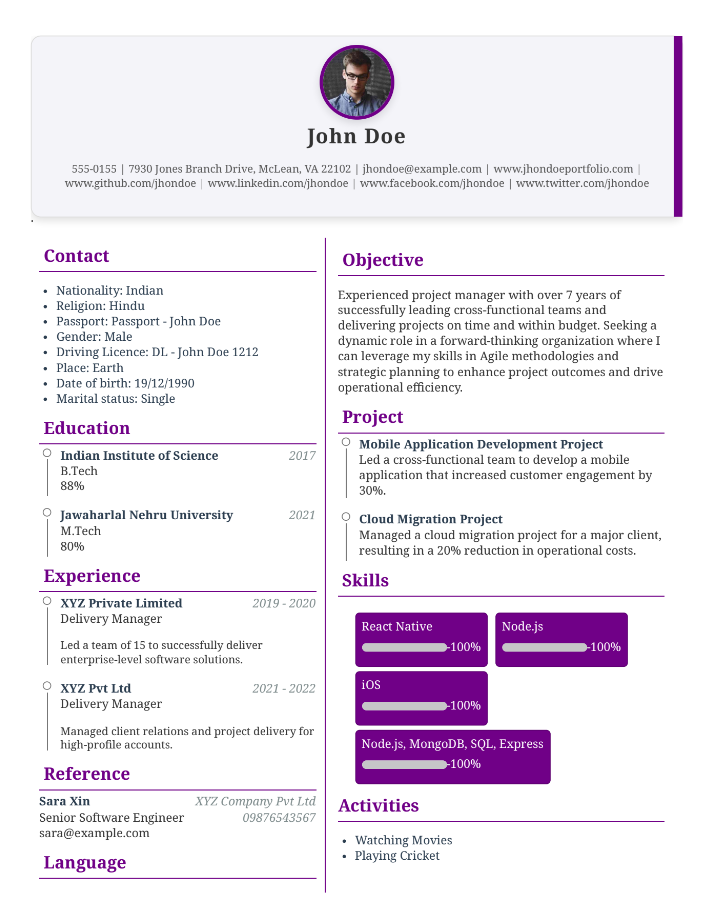 John Doe
555-0155 | 7930 Jones Branch Drive, McLean, VA 22102 | jhondoe@example.com | www.jhondoeportfolio.com |
www.github.com/jhondoe | www.linkedin.com/jhondoe | www.facebook.com/jhondoe | www.twitter.com/jhondoe
.
Contact
• Nationality: Indian
• Religion: Hindu
• Passport: Passport - John Doe
• Gender: Male
• Driving Licence: DL - John Doe 1212
• Place: Earth
• Date of birth: 19/12/1990
• Marital status: Single
Education
Indian Institute of Science 2017
B.Tech
88%
Jawaharlal Nehru University 2021
M.Tech
80%
Experience
XYZ Private Limited 2019 - 2020
Delivery Manager
Led a team of 15 to successfully deliver
enterprise-level software solutions.
XYZ Pvt Ltd 2021 - 2022
Delivery Manager
Managed client relations and project delivery for
high-profile accounts.
Reference
Sara Xin XYZ Company Pvt Ltd
Senior Software Engineer 09876543567
sara@example.com
Language
Objective
Experienced project manager with over 7 years of
successfully leading cross-functional teams and
delivering projects on time and within budget. Seeking a
dynamic role in a forward-thinking organization where I
can leverage my skills in Agile methodologies and
strategic planning to enhance project outcomes and drive
operational efficiency.
Project
Mobile Application Development Project
Led a cross-functional team to develop a mobile
application that increased customer engagement by
30%.
Cloud Migration Project
Managed a cloud migration project for a major client,
resulting in a 20% reduction in operational costs.
Skills
React Native
-100%
Node.js
-100%
iOS
-100%
Node.js, MongoDB, SQL, Express
-100%
Activities
• Watching Movies
• Playing Cricket